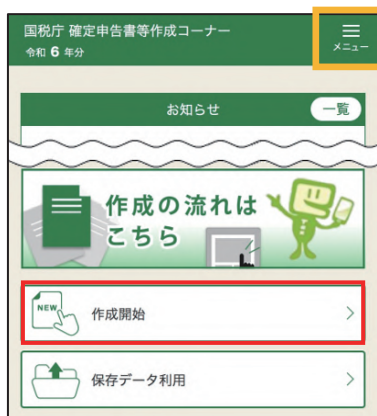 国税庁 確定申告書等作成コーナー
令和 6 年分
メニュー
お知らせ
一覧
作成の流れは
こちら
NEW
作成開始
保存データ利用